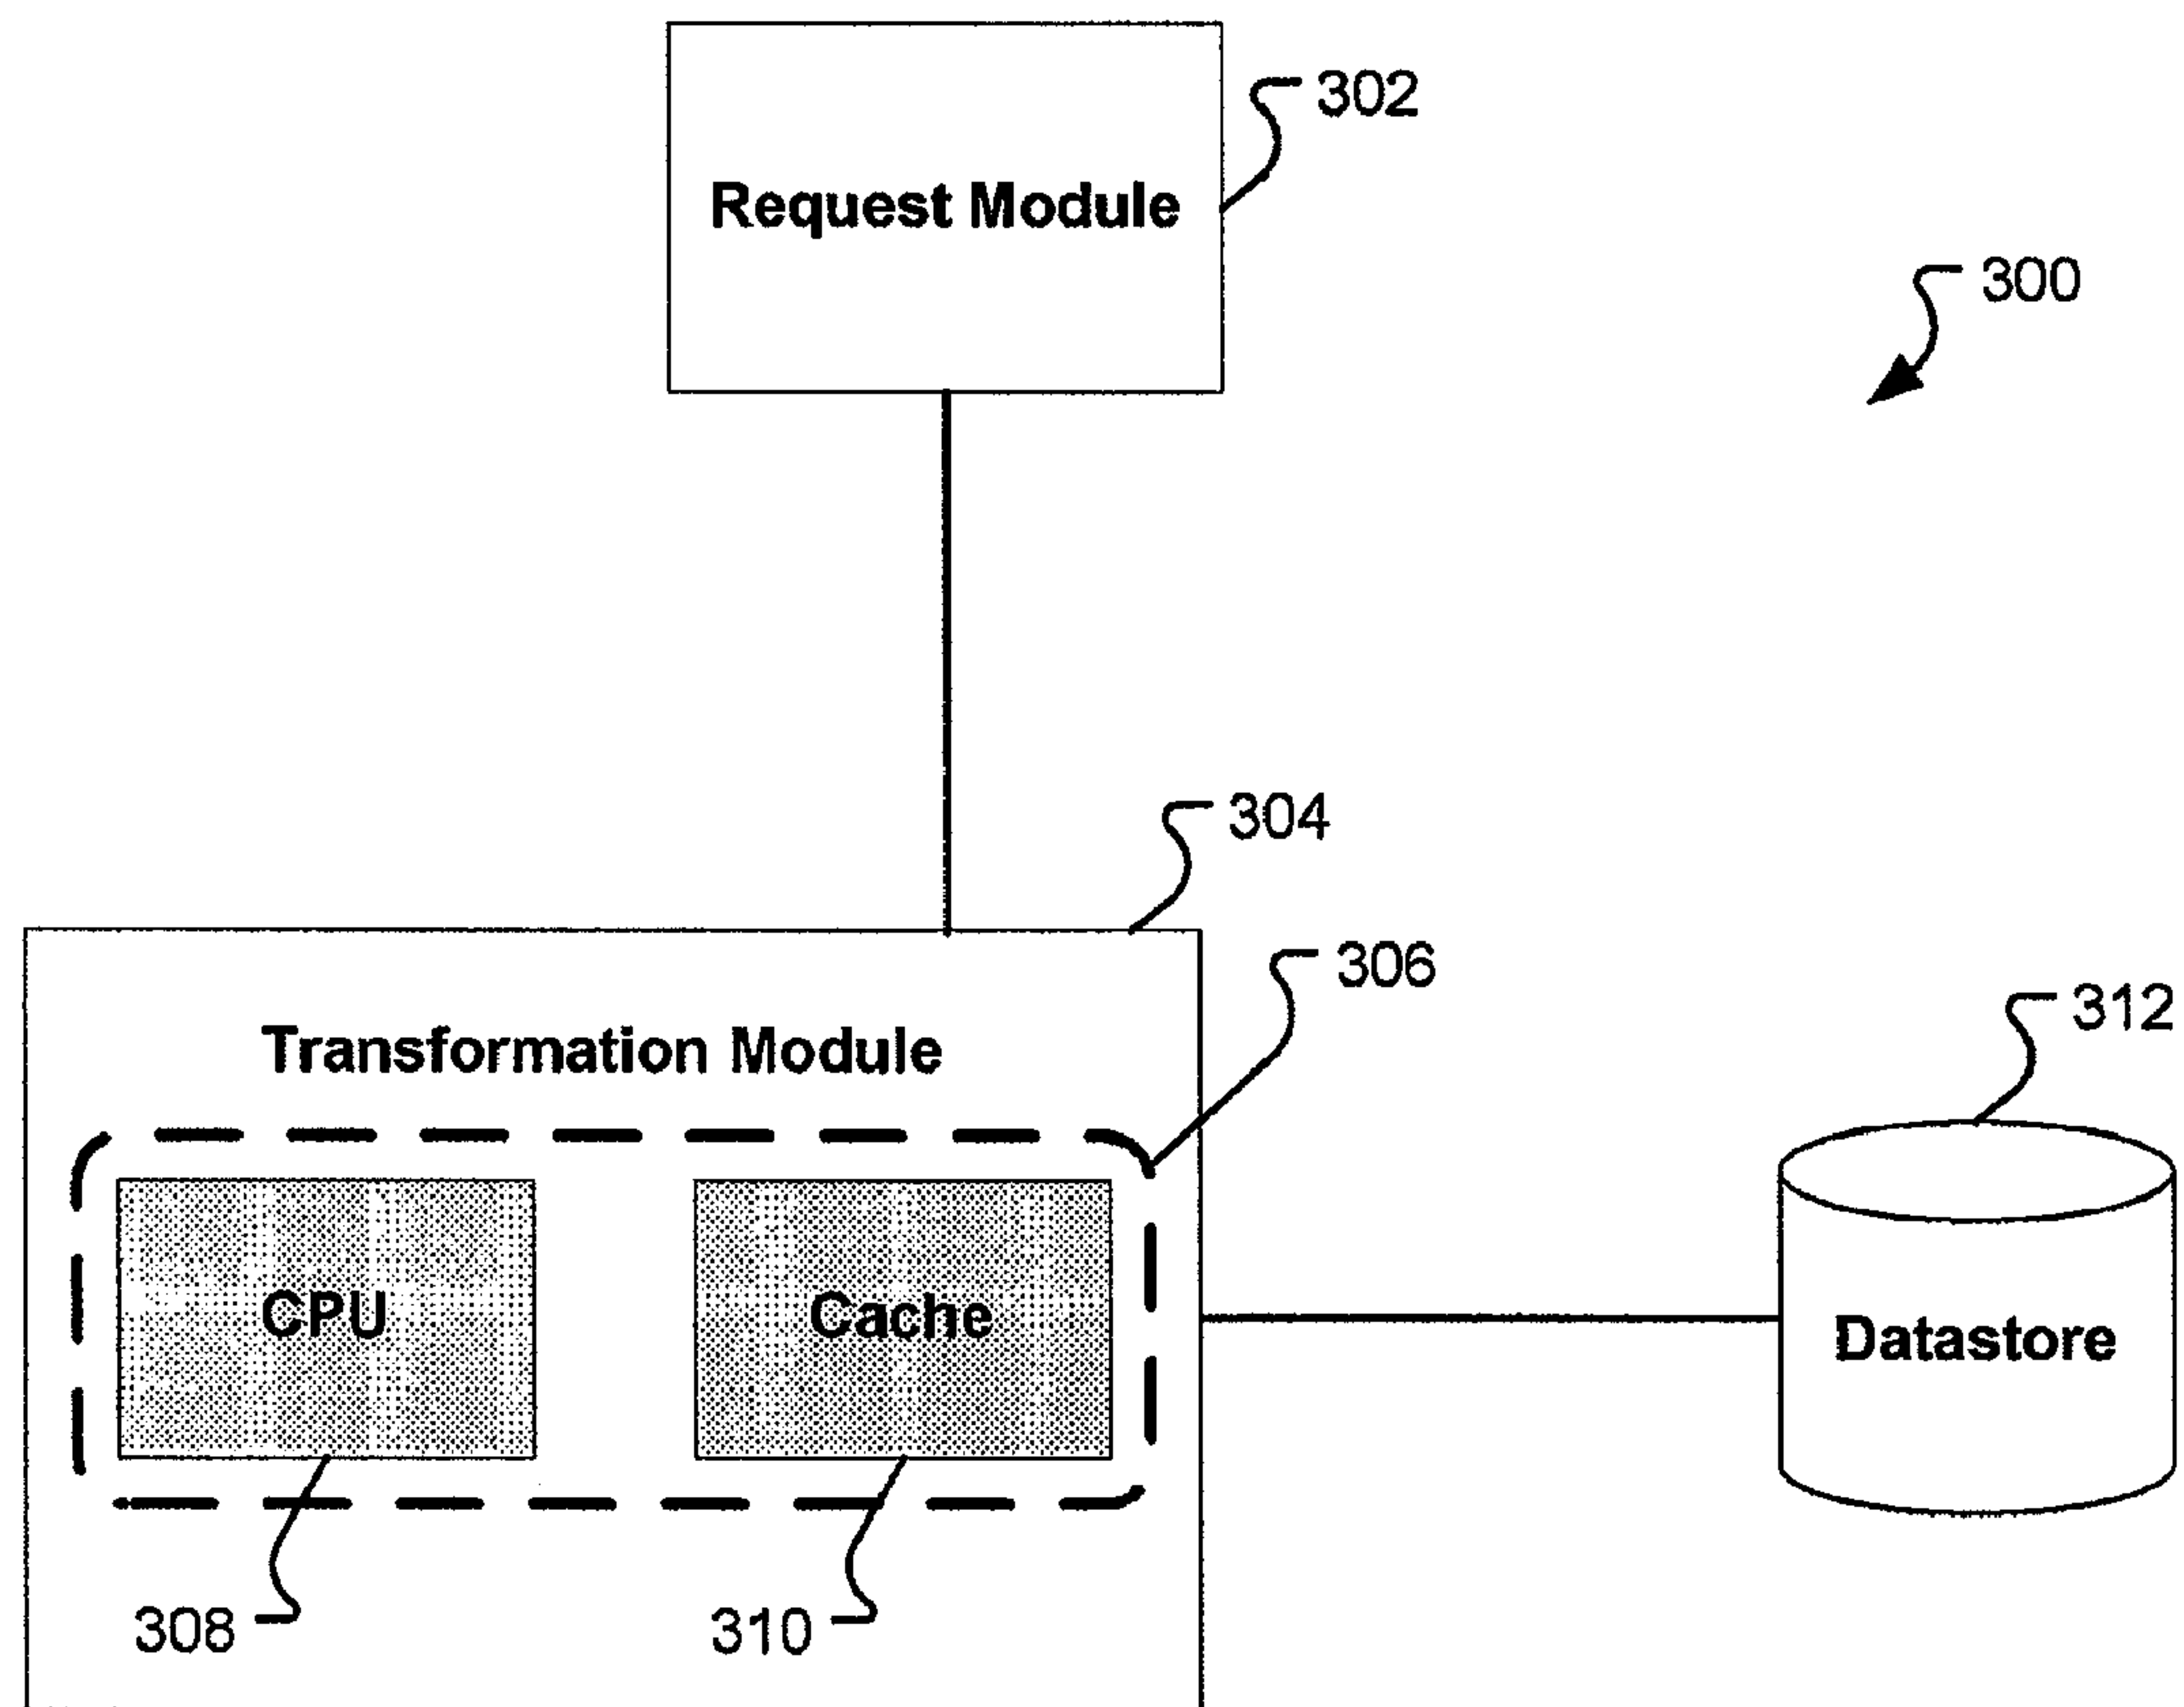 302
Request Module
300
304
306
312
Transformation Module
CPU
Cache
Datastore
308
310